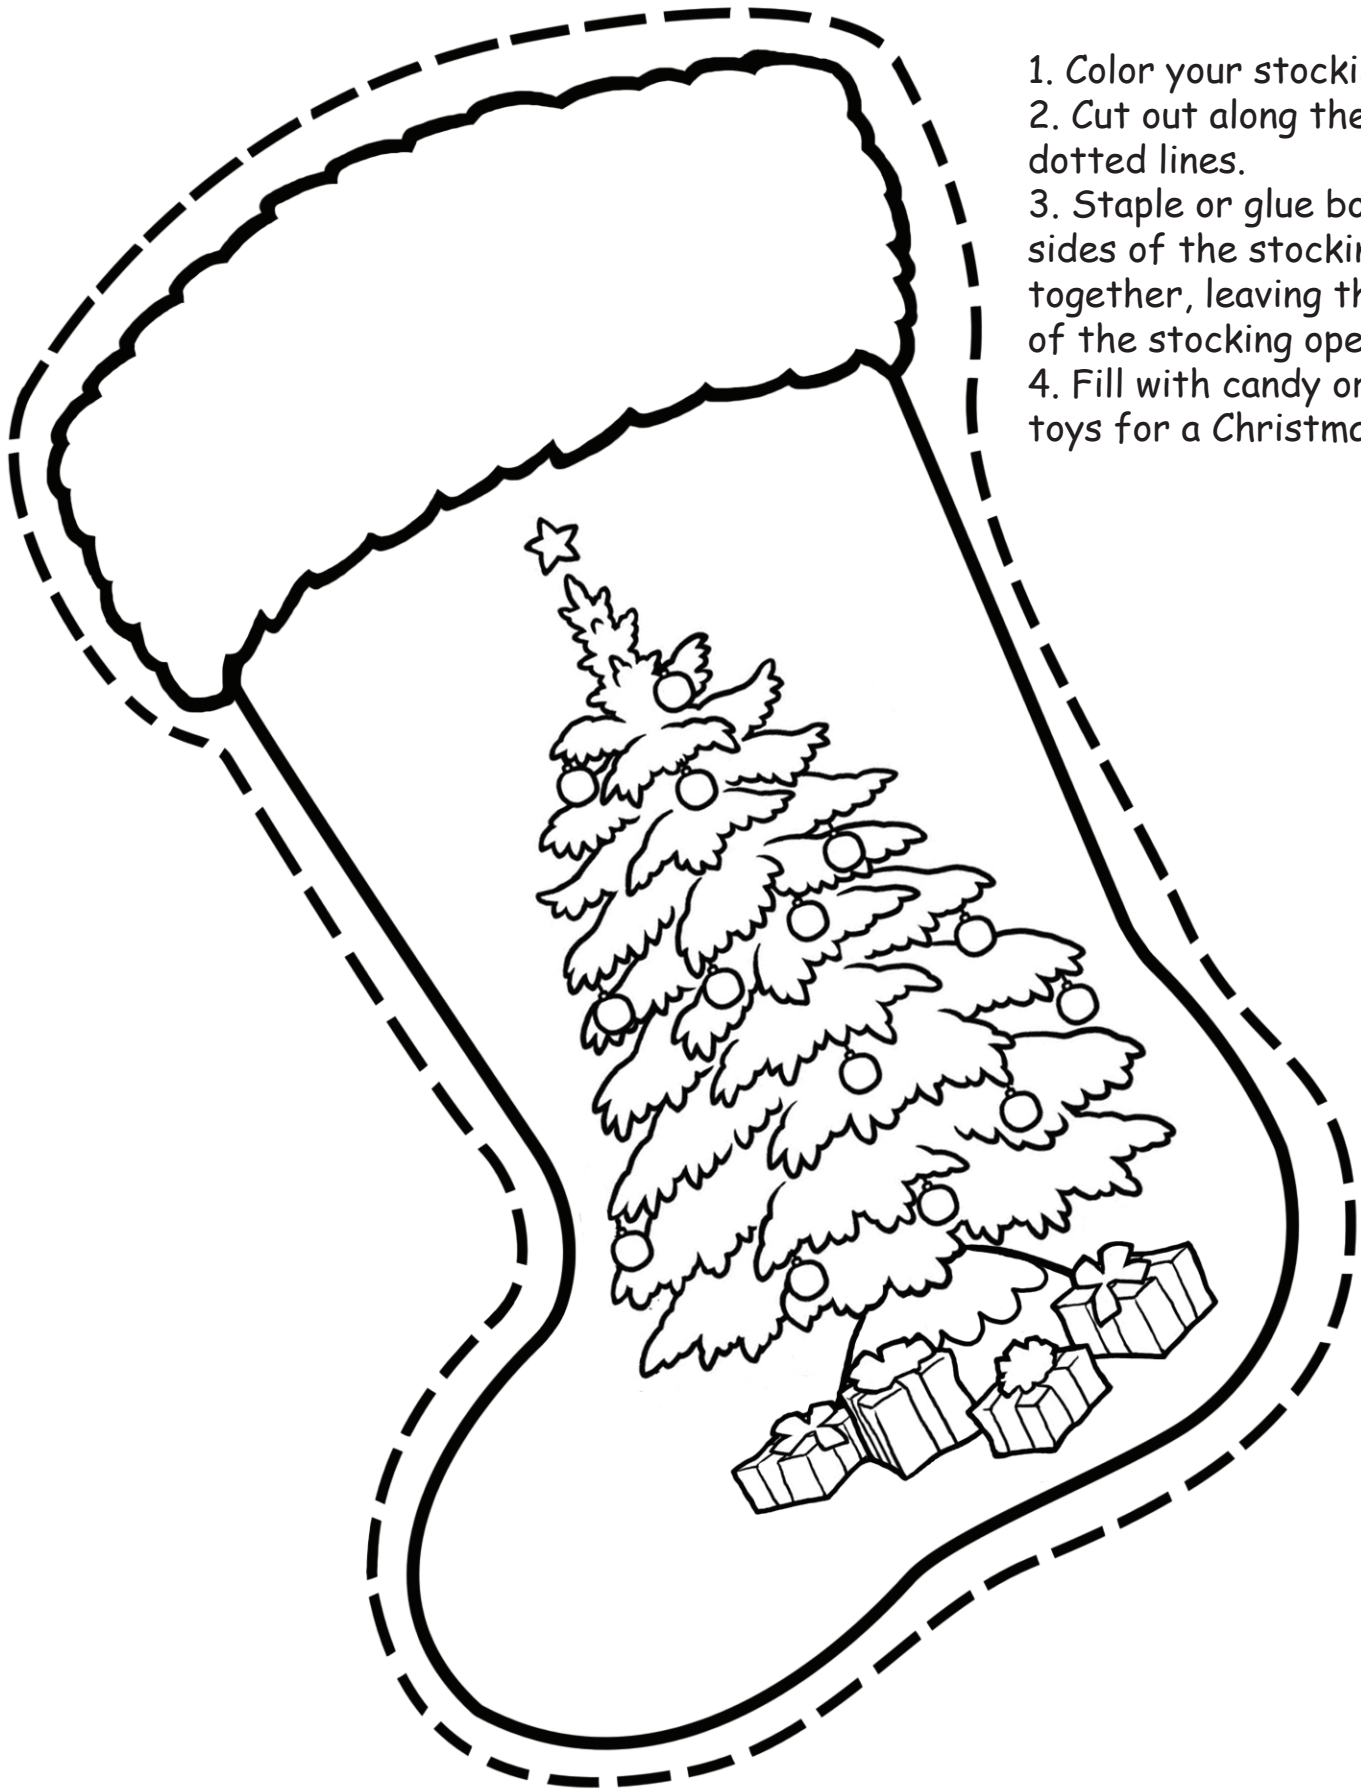 1. Color your stocki
2. Cut out along the
dotted lines.
3. Staple or glue bo
sides of the stockin
together, leaving th
of the stocking ope
4. Fill with candy or
toys for a Christma